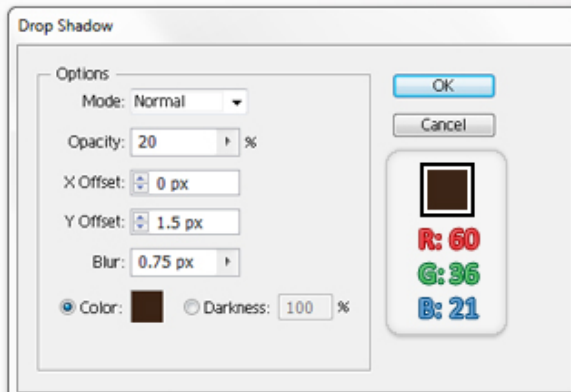 Drop Shadow
Options
Mode: Normal
Opacity: 20 %
X Offset: 0 px
Y Offset: 1.5 px
Blur: 0.75 px
Color: Darkness: 100 %
OK
Cancel
R: 60
G: 36
B: 21